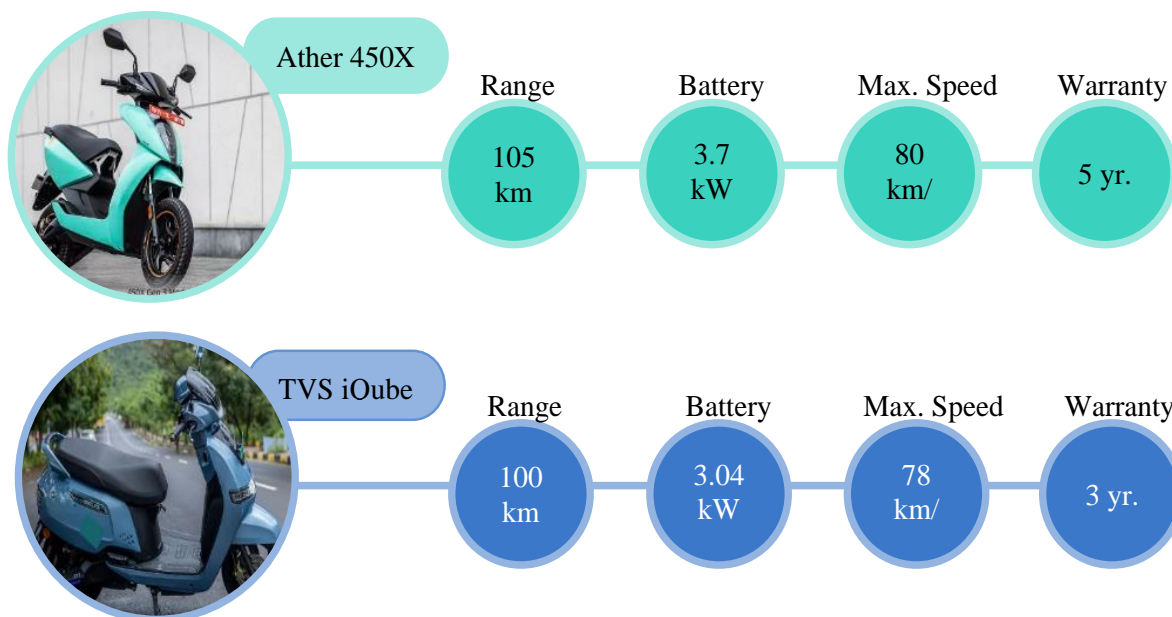 Ather 450X
Range Battery Max. Speed Warranty
105 3.7 80 5 yr.
km kW km/
TVS iOube
Range Battery Max. Speed Warranty
100 3.04 78 3 yr.
km kW km/